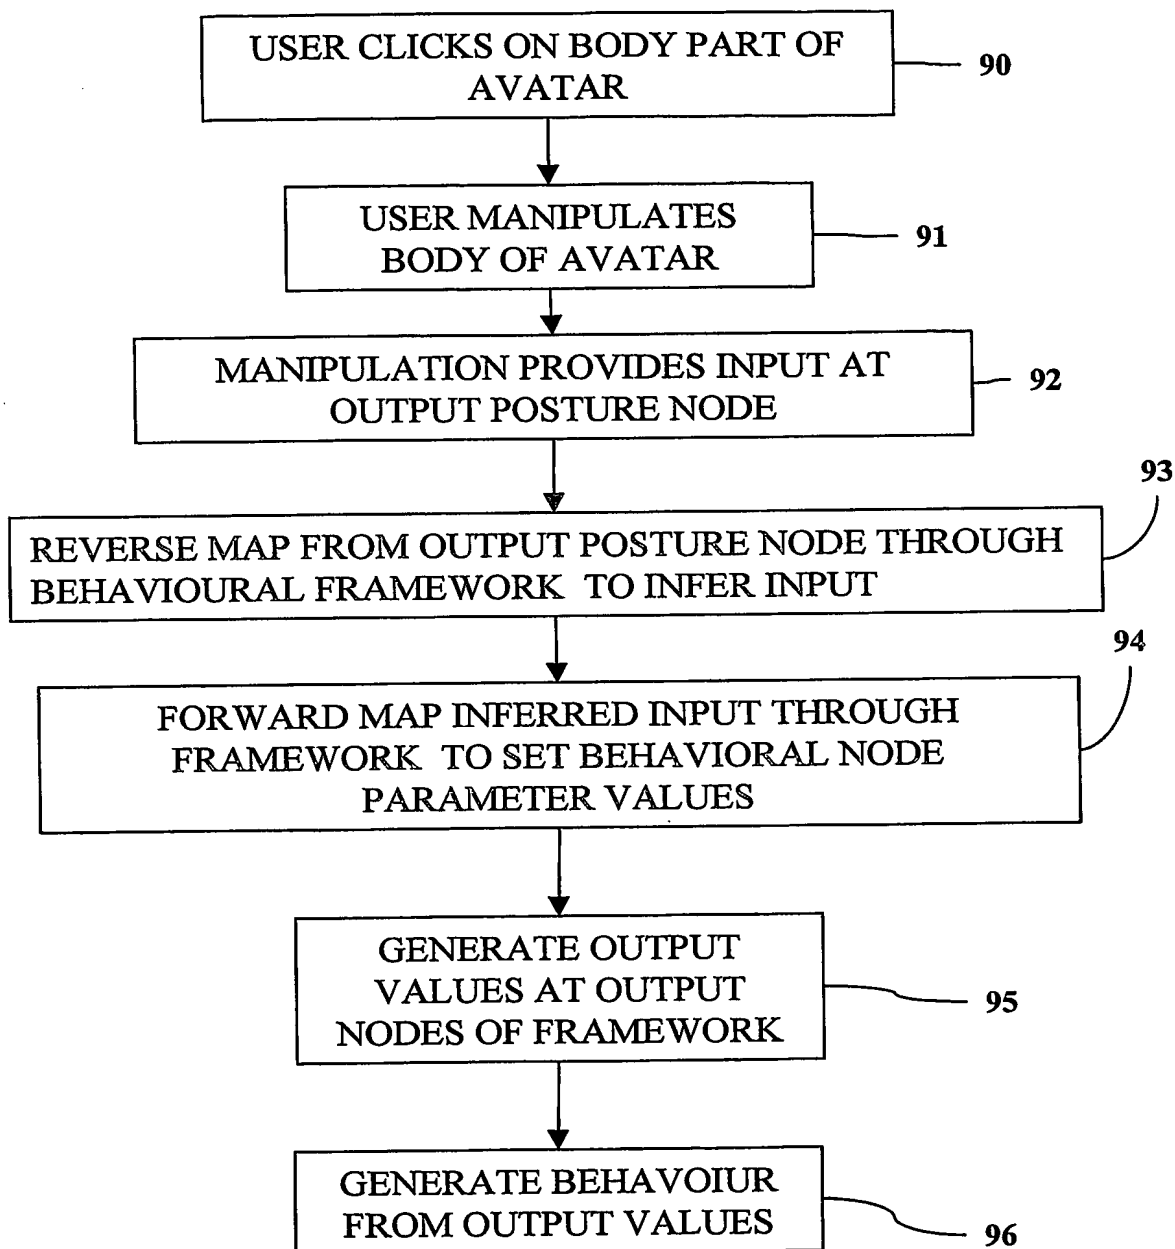 USER CLICKS ON BODY PART OF
AVATAR
90
USER MANIPULATES
BODY OF AVATAR
91
MANIPULATION PROVIDES INPUT AT
OUTPUT POSTURE NODE
92
93
REVERSE MAP FROM OUTPUT POSTURE NODE THROUGH
BEHAVIOURAL FRAMEWORK TO INFER INPUT
94
FORWARD MAP INFERRED INPUT THROUGH
FRAMEWORK TO SET BEHAVIORAL NODE
PARAMETER VALUES
GENERATE OUTPUT
VALUES AT OUTPUT
NODES OF FRAMEWORK
95
GENERATE BEHAVOIUR
FROM OUTPUT VALUES
96